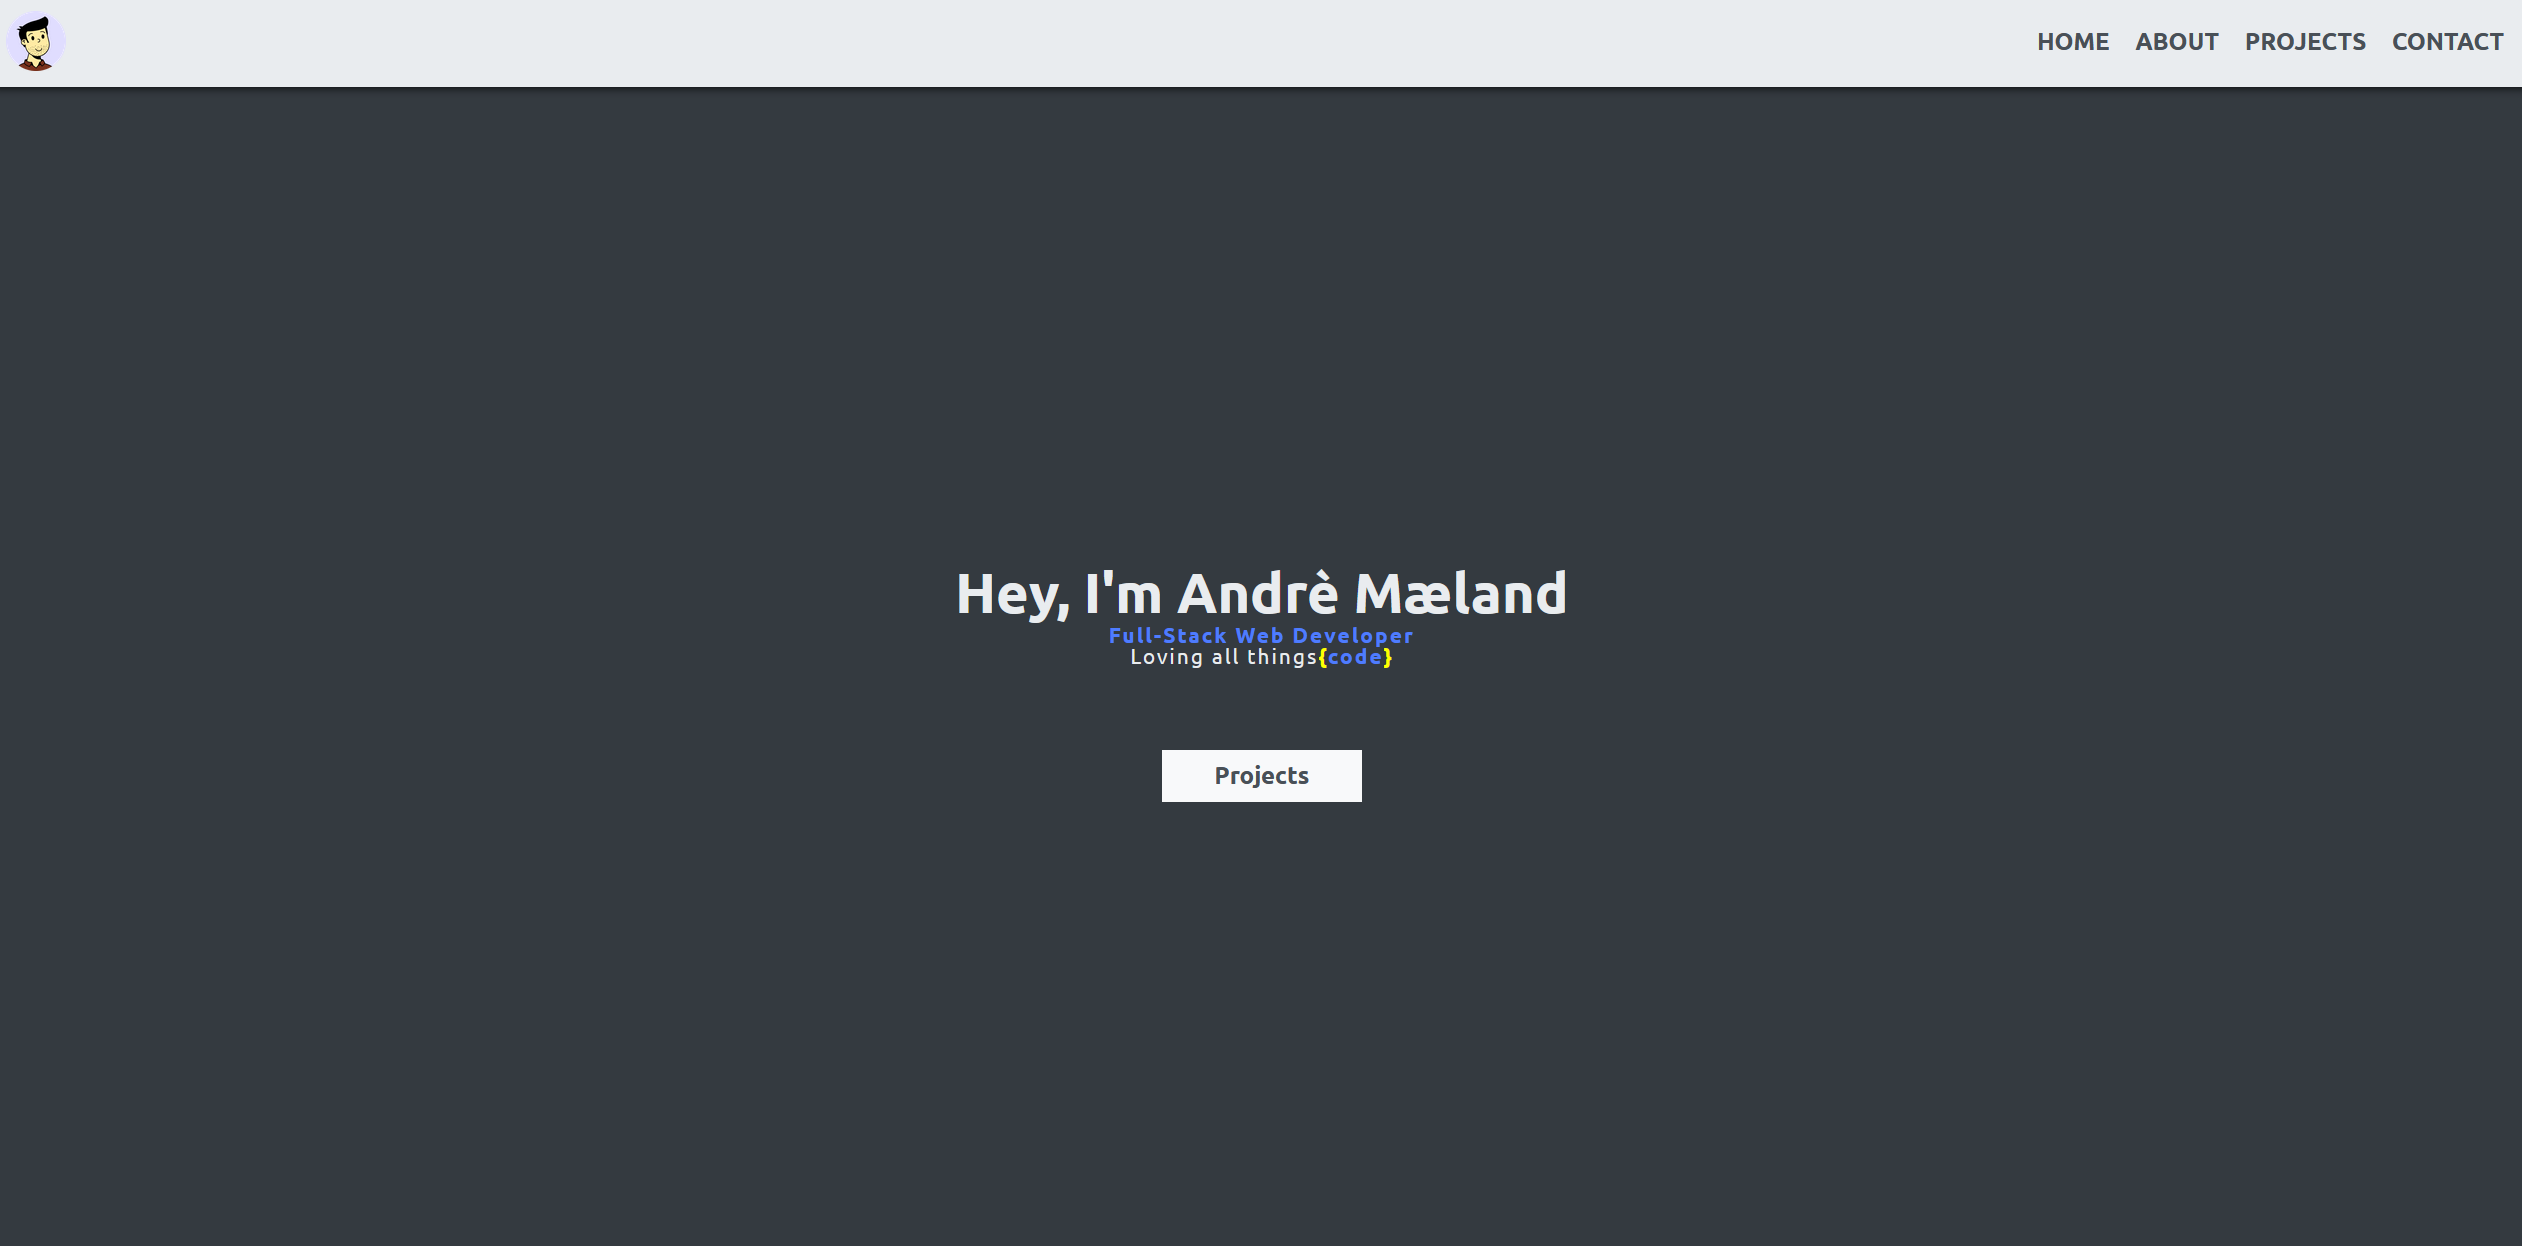 HOME ABOUT PROJECTS CONTACT
Hey, I'm Andrè Mæland
Full-Stack Web Developer
Loving all things{code}
Projects